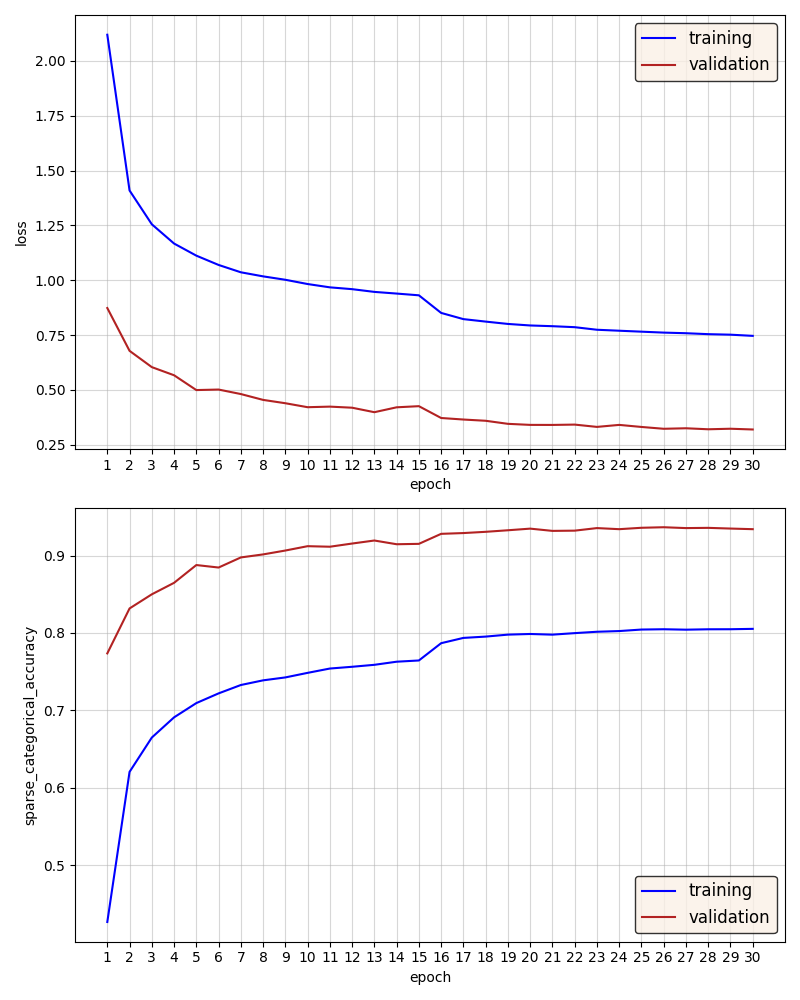 2.00
1.75
1.50
1.25
1.00
0.75
0.50
0.25
loss
training
validation
1 2 3 4 5 6 7 8 9 10 11 12 13 14 15 16 17 18 19 20 21 22 23 24 25 26 27 28 29 30
epoch
0.9
0.8
0.7
0.6
0.5
sparse_categorical_accuracy
training
validation
1 2 3 4 5 6 7 8 9 10 11 12 13 14 15 16 17 18 19 20 21 22 23 24 25 26 27 28 29 30
epoch